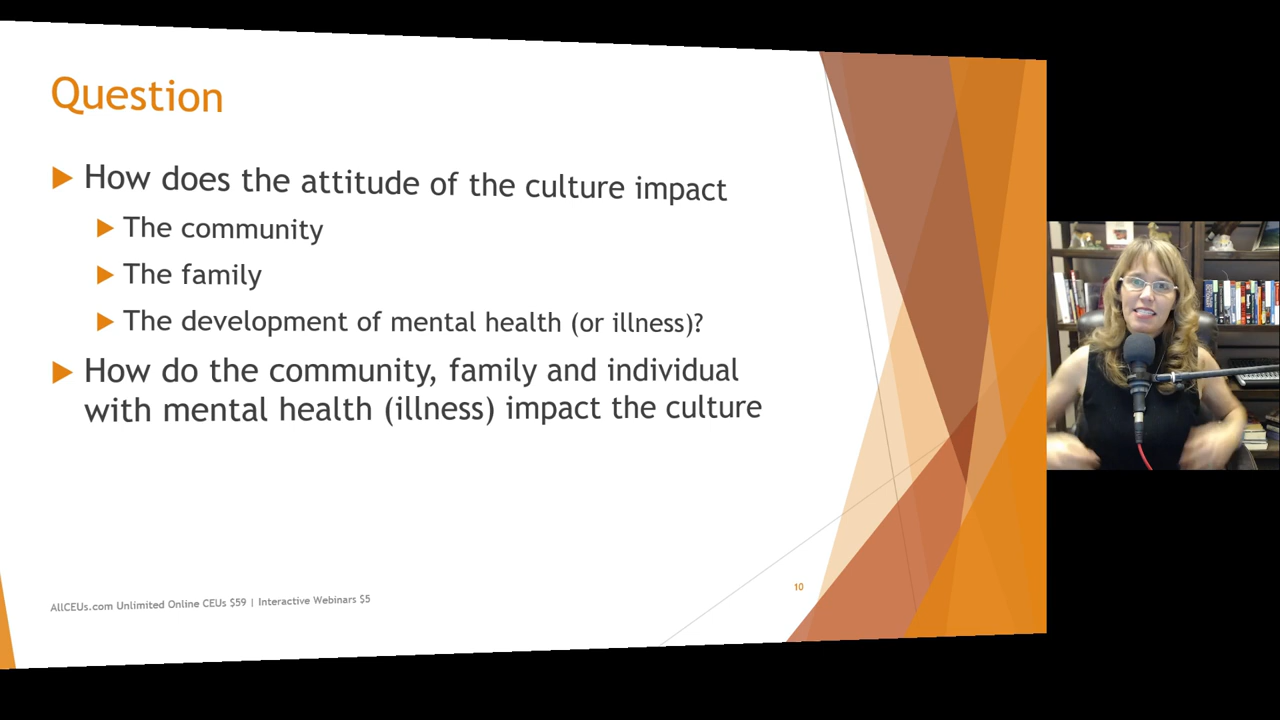 Question
How does the attitude of the culture impact
The community
The family
The development of mental health (or illness)?
How do the community, family and individual
with mental health (illness) impact the culture
AllCEUs.com Unlimited Online CEUs $59 | Interactive Webinars $5
10